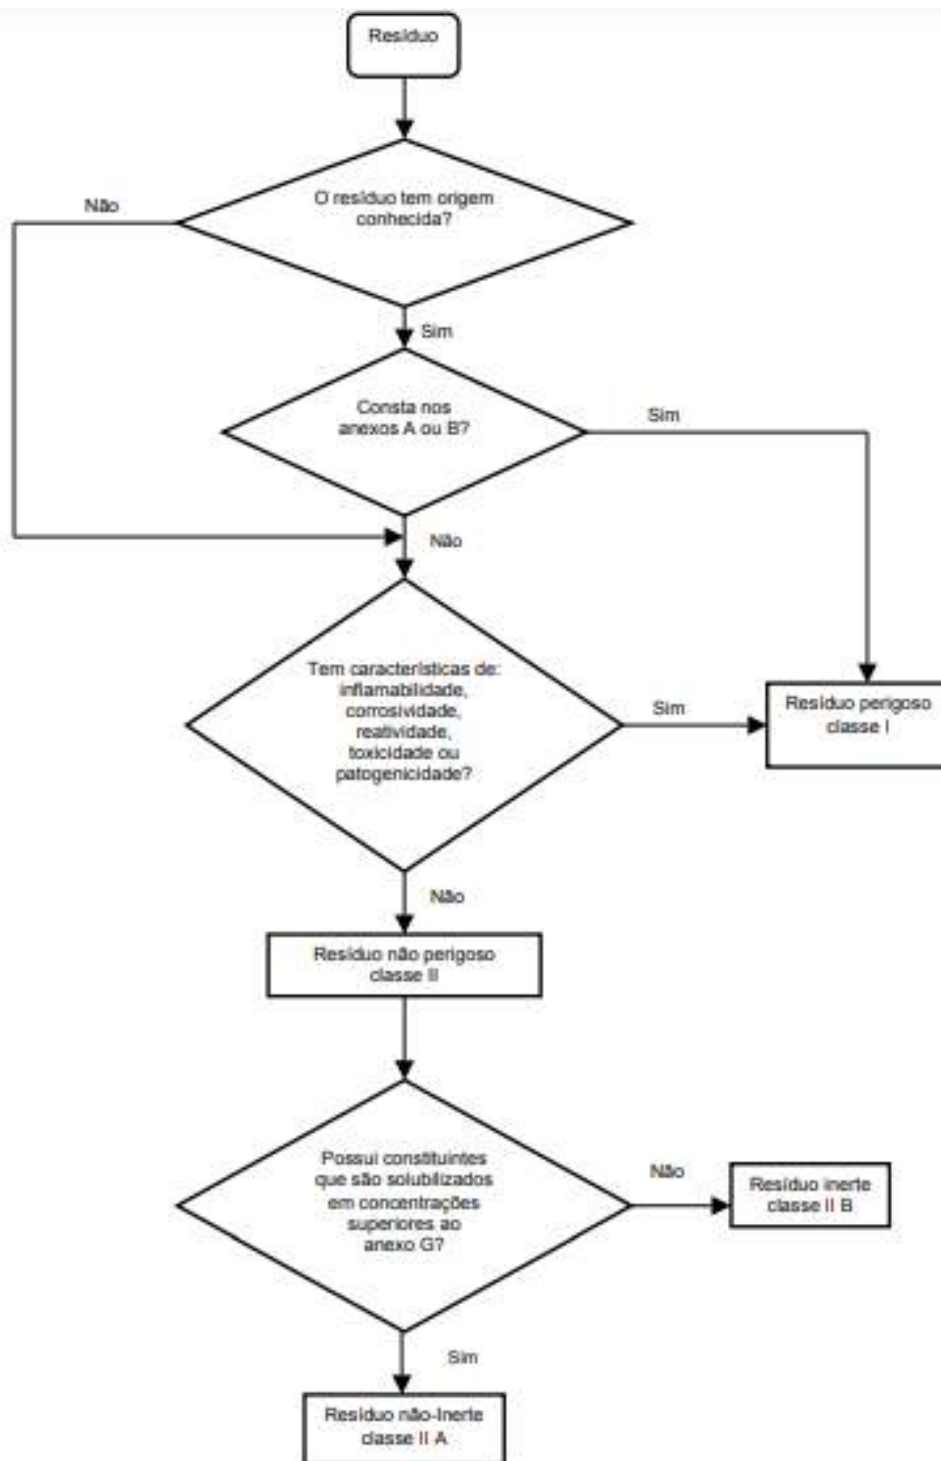 Resíduo
O resíduo tem origem
conhecida?
Não
Sim
Consta nos
anexos A ou B?
Sim
Não
Tem características de:
inflamabilidade,
corrosividade,
reatividade,
toxicidade ou
patogenicidade?
Sim
Resíduo perigoso
classe I
Não
Resíduo não perigoso
classe II
Possui constituintes
que são solubilizados
em concentrações
superiores ao
anexo G?
Não
Resíduo inerte
classe II B
Sim
Resíduo não-Inerte
classe II A